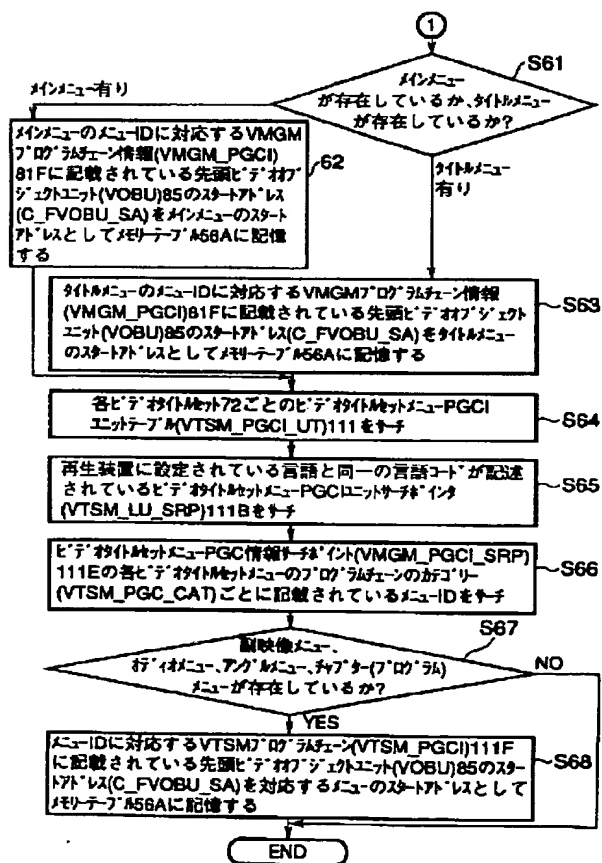 1
S61
メインメニュー
が存在しているか、タイトルメニュー
が存在しているか?
メインメニュー有り
タイトルメニュー
有り
メインメニューのメニューIDに対応するVMGM
プログラムチェーン情報(VMGM_PGCI)
81Fに記載されている先頭ビデオオブ
ジェクトユニット(VOBU)85のスタートアドレス
(C_FVOBU_SA)をメインメニューのスタート
アドレスとしてメモリーテーブル56Aに記憶
する
62
タイトルメニューのメニューIDに対応するVMGMプログラムチェーン情報
(VMGM_PGCI)81Fに記載されている先頭ビデオオブジェクト
ユニット(VOBU)85のスタートアドレス(C_FVOBU_SA)をタイトルメニュー
のスタートアドレスとしてメモリーテーブル56Aに記憶する
S63
各ビデオタイトルセット72ごとのビデオタイトルセットメニューPGCI
ユニットテーブル(VTSM_PGCI_UT)111をサーチ
S64
再生装置に設定されている言語と同一の言語コードが記述
されているビデオタイトルセットメニューPGCIユニットサーチポインタ
(VTSM_LU_SRP)111Bをサーチ
S65
ビデオタイトルセットメニューPGC情報サーチポイント(VMGM_PGCI_SRP)
111Eの各ビデオタイトルセットメニューのプログラムチェーンのカテゴリー
(VTSM_PGC_CAT)ごとに記載されているメニューIDをサーチ
S66
S67
副映像メニュー、
オーディオメニュー、アングルメニュー、チャプター(プログラム)
メニューが存在しているか?
NO
YES
メニューIDに対応するVTSMプログラムチェーン(VTSM_PGCI)111F
に記載されている先頭ビデオオブジェクトユニット(VOBU)85のスター
トアドレス(C_FVOBU_SA)を対応するメニューのスタートアドレスとして
メモリーテーブル56Aに記憶する
S68
END